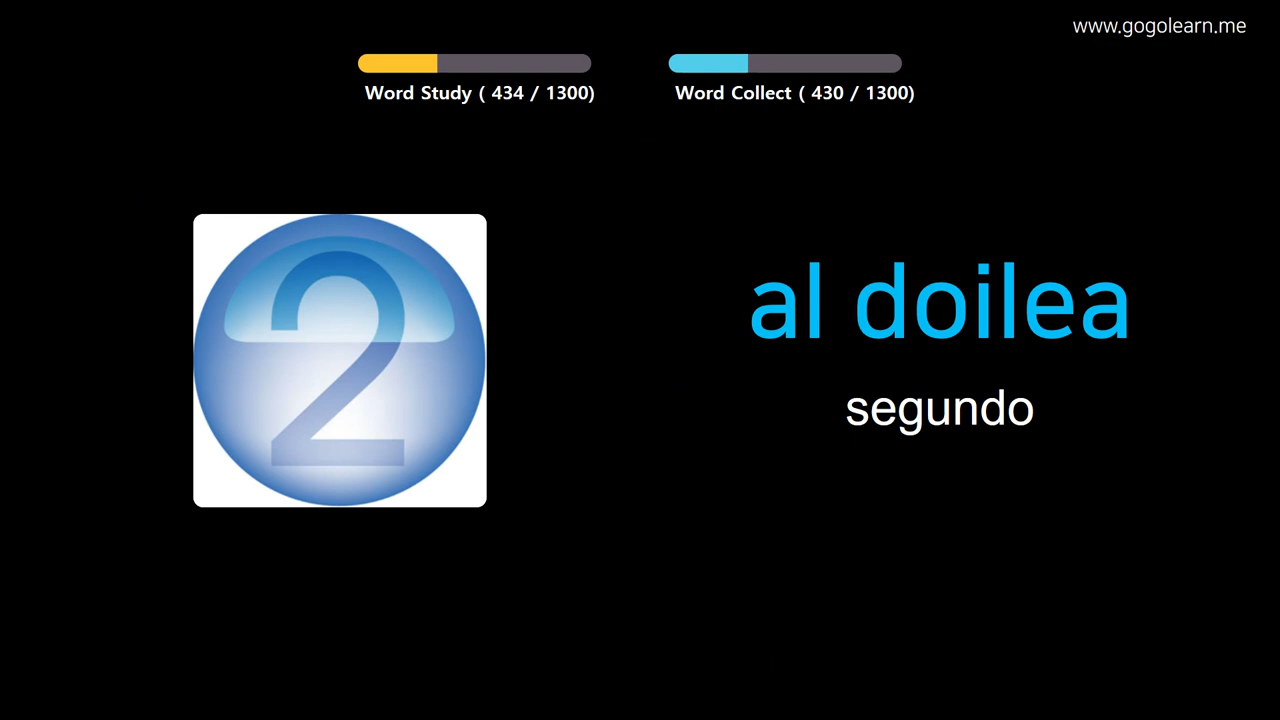 www.gogolearn.me
Word Study ( 434 / 1300)
Word Collect ( 430 / 1300)
2
al doilea
segundo